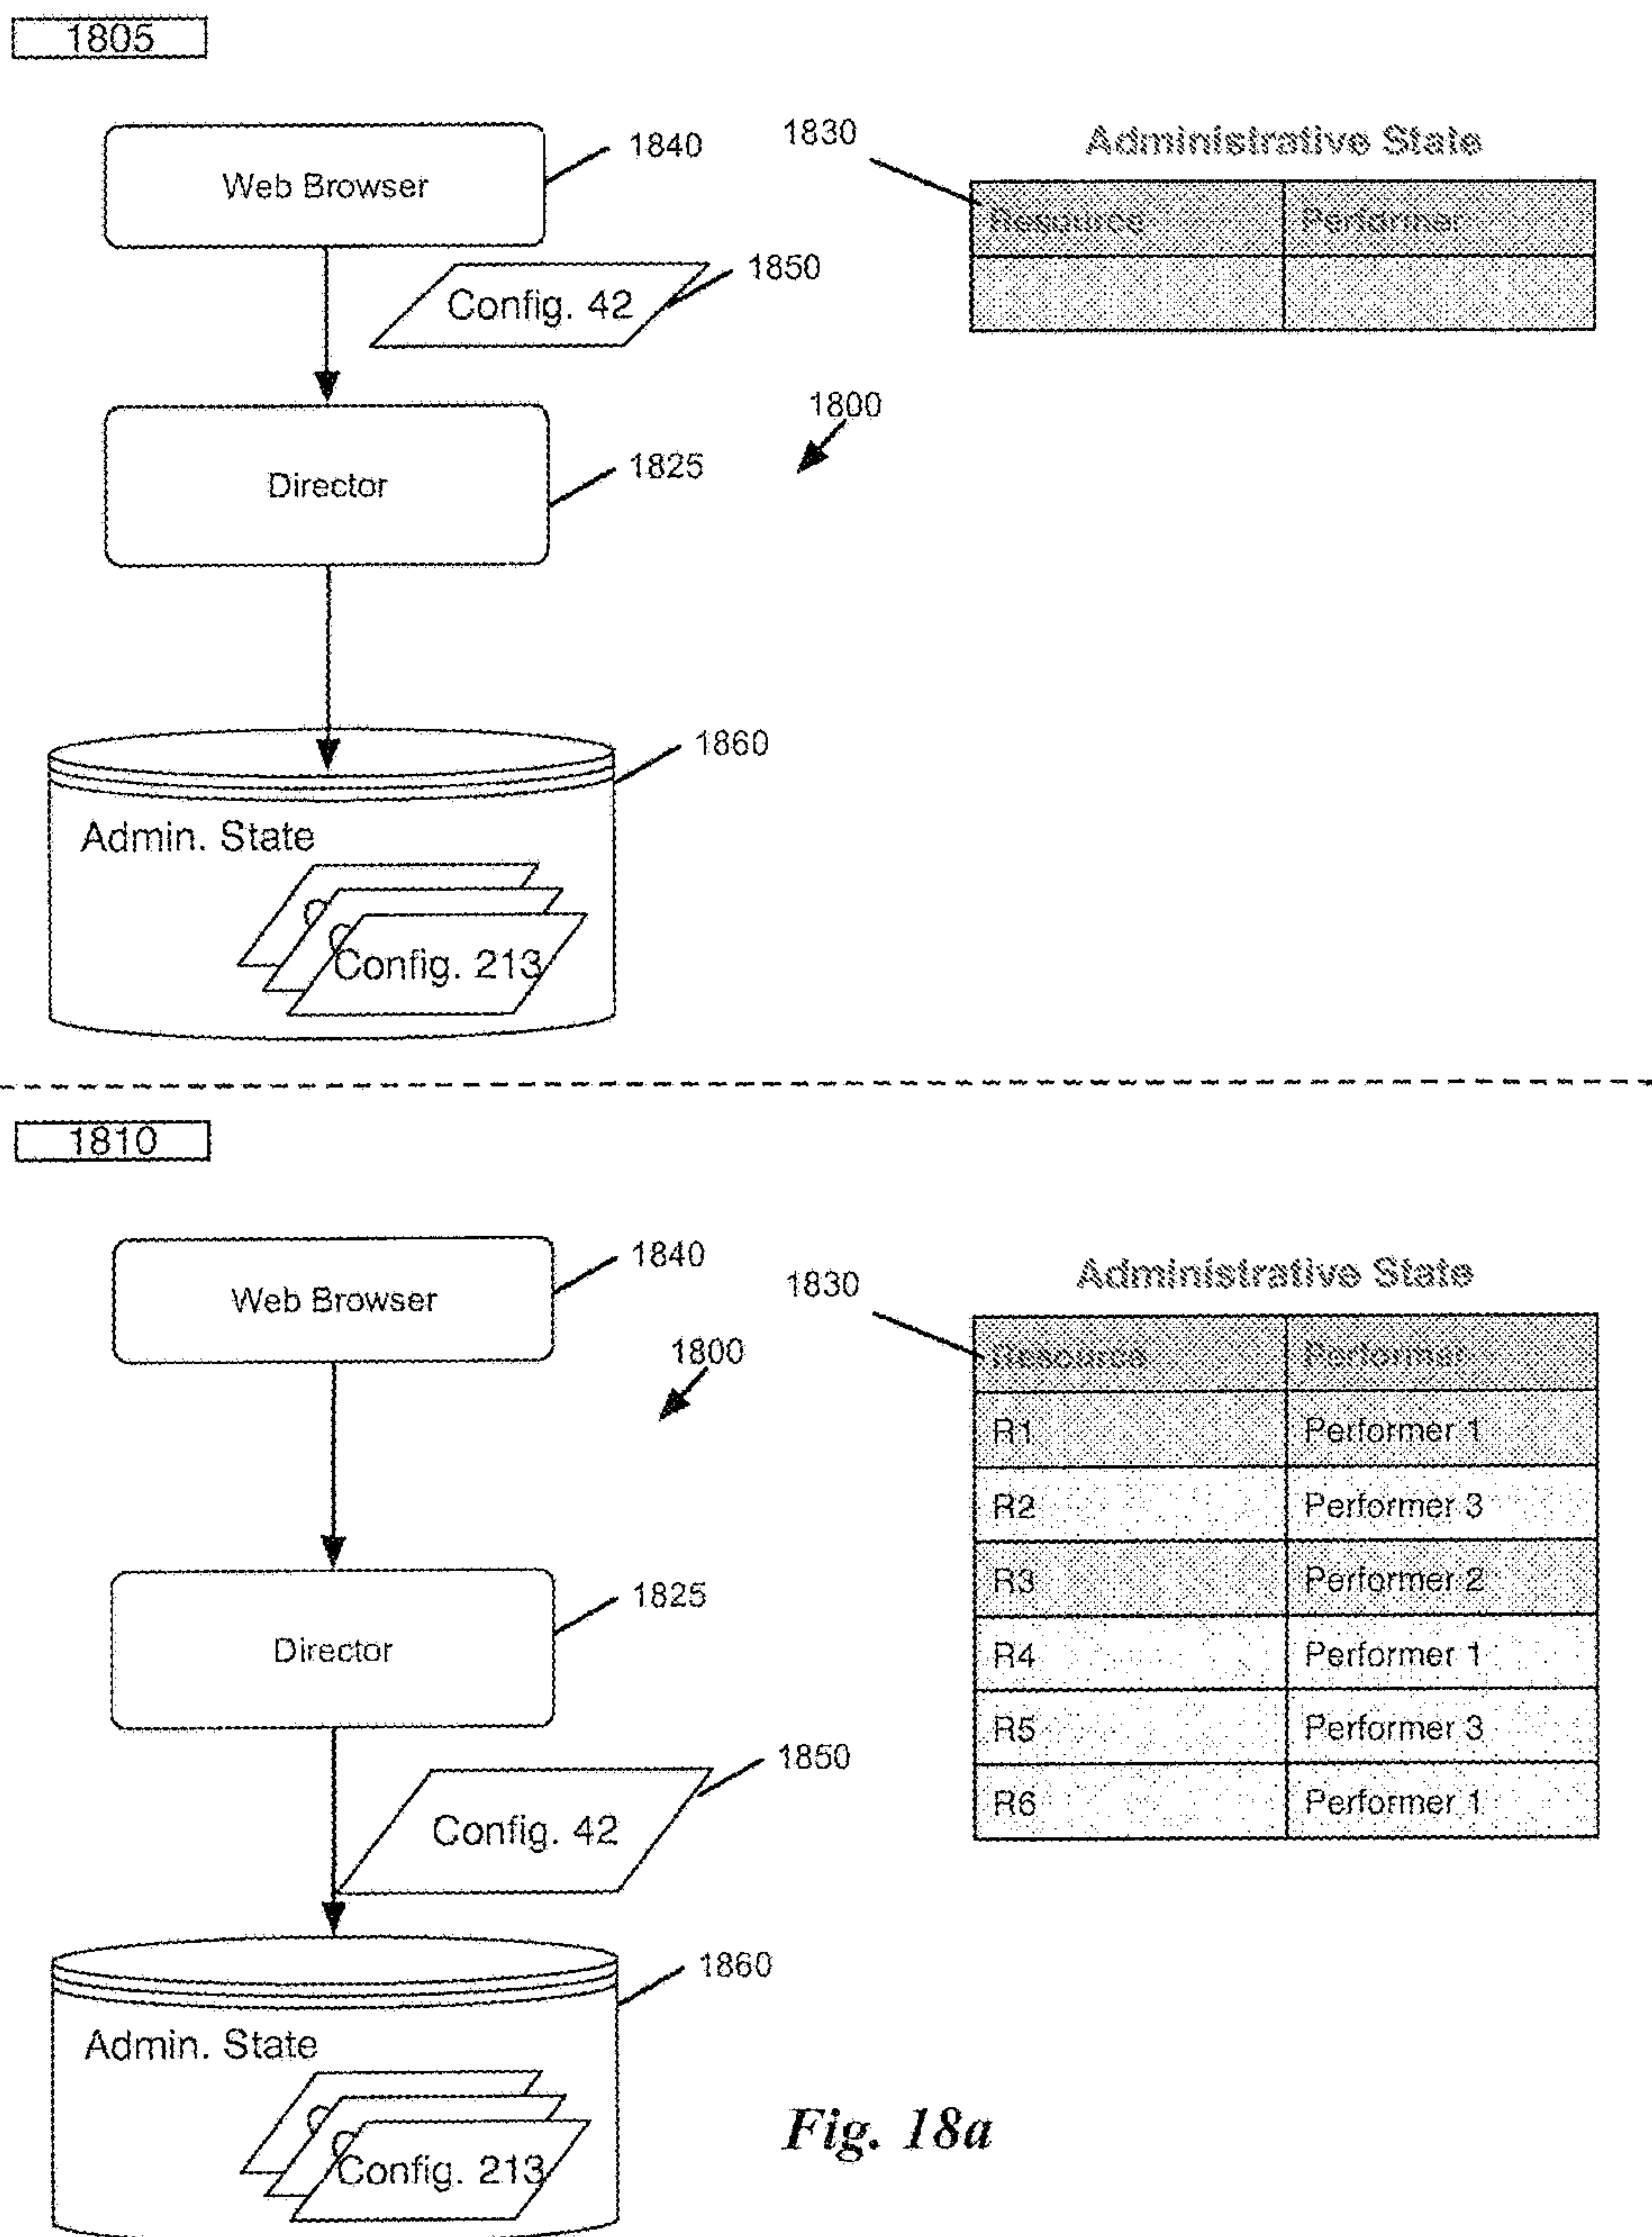 1805
Web Browser
1840
1830
Administrative State
Resource Performer
Config. 42
1850
1800
Director
1825
1860
Admin. State
C
C
Config. 213
1810
Web Browser
1840
1800
1830
Administrative State
Resource Performer
R1 Performer 1
R2 Performer 3
R3 Performer 2
R4 Performer 1
R5 Performer 3
R6 Performer 1
Director
1825
Config. 42
1850
1860
Admin. State
C
C
Config. 213
Fig. 18a